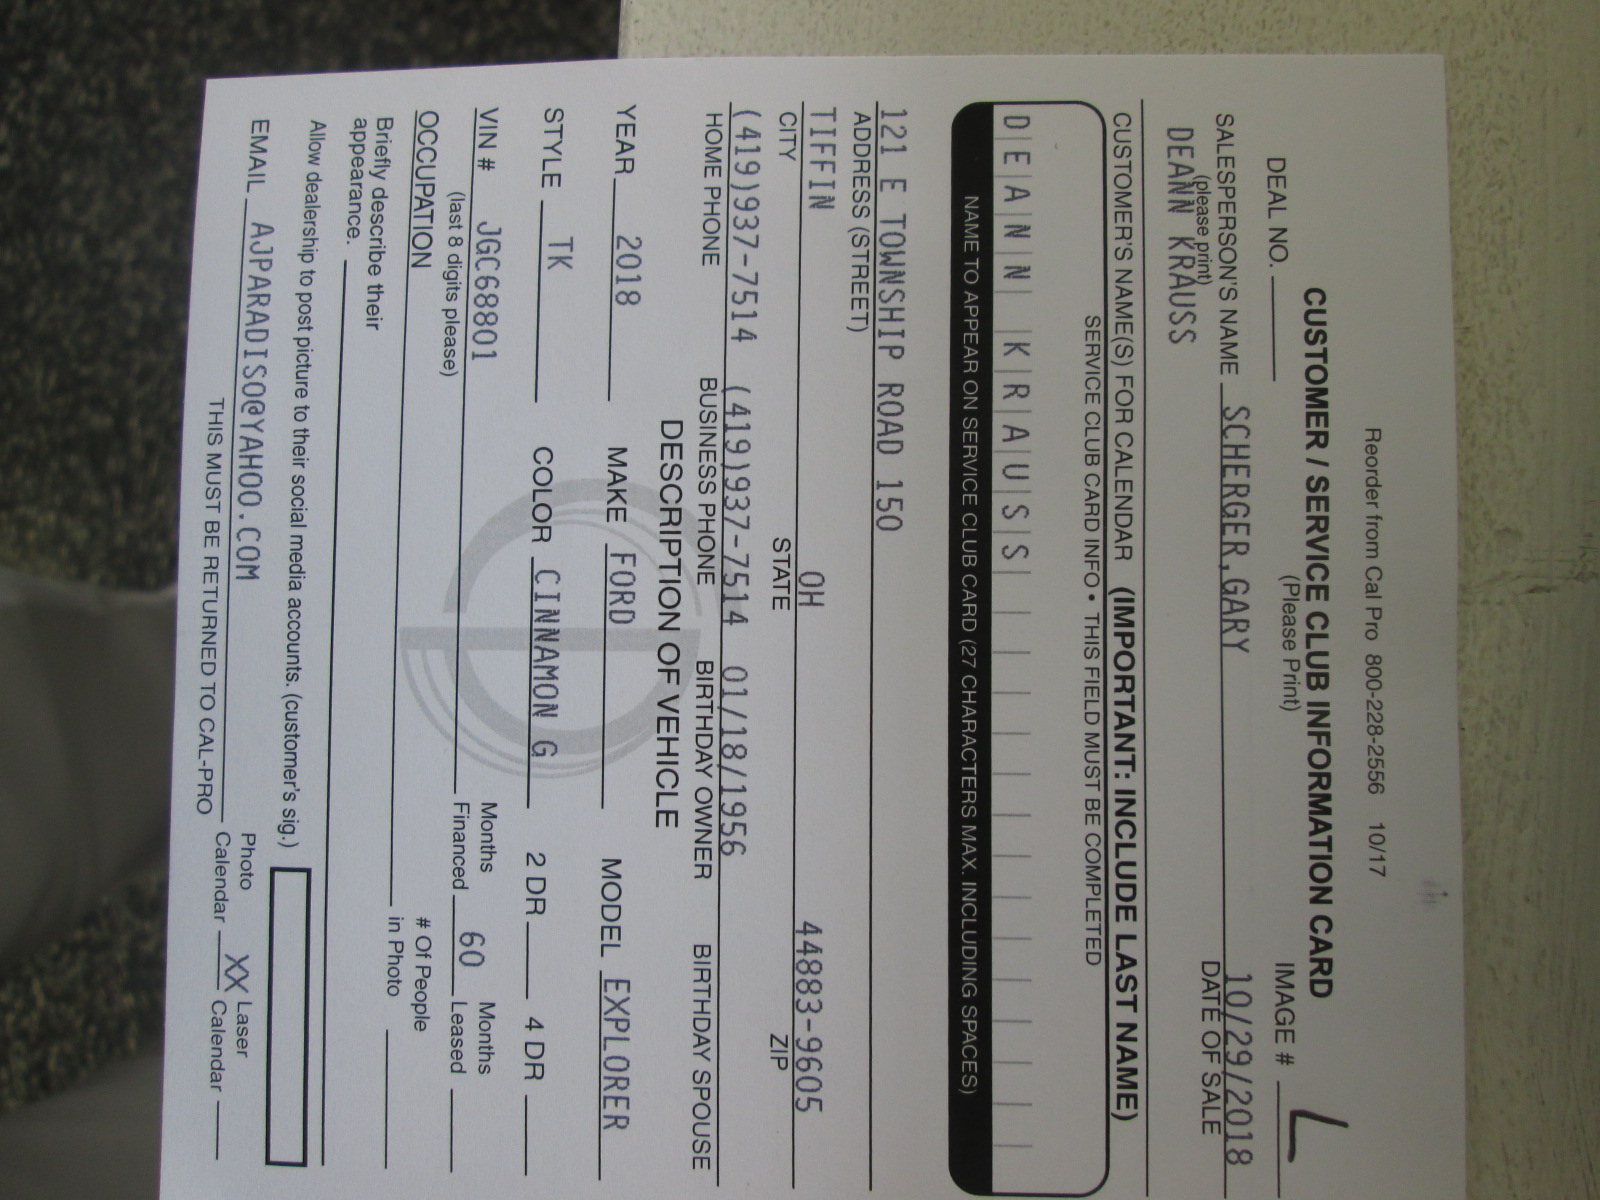 Reorder from Cal Pro 800-228-2556 10/17
CUSTOMER / SERVICE CLUB INFORMATION CARD
(Please Print)
DEAL NO. IMAGE # L
SALESPERSON'S NAME SCHERGER,GARY 10/29/2018
(please print) DATE OF SALE
DEANN KRAUSS
CUSTOMER'S NAME(S) FOR CALENDAR (IMPORTANT: INCLUDE LAST NAME)
SERVICE CLUB CARD INFO • THIS FIELD MUST BE COMPLETED
DEANN KRAUSS
NAME TO APPEAR ON SERVICE CLUB CARD (27 CHARACTERS MAX. INCLUDING SPACES)
121 E TOWNSHIP ROAD 150
ADDRESS (STREET)
TIFFIN OH 44883-9605
CITY STATE ZIP
(419)937-7514 (419)937-7514 01/18/1956
HOME PHONE BUSINESS PHONE BIRTHDAY OWNER BIRTHDAY SPOUSE
DESCRIPTION OF VEHICLE
YEAR 2018 MAKE FORD MODEL EXPLORER
STYLE TK COLOR CINNAMON G 2 DR 4 DR
VIN # JGC68801 Months Financed 60 Months Leased
(last 8 digits please)
OCCUPATION # Of People in Photo
Briefly describe their
appearance.
Allow dealership to post picture to their social media accounts. (customer's sig.)
EMAIL AJPARADISO@YAHOO.COM Photo Calendar XX Laser Calendar
THIS MUST BE RETURNED TO CAL-PRO